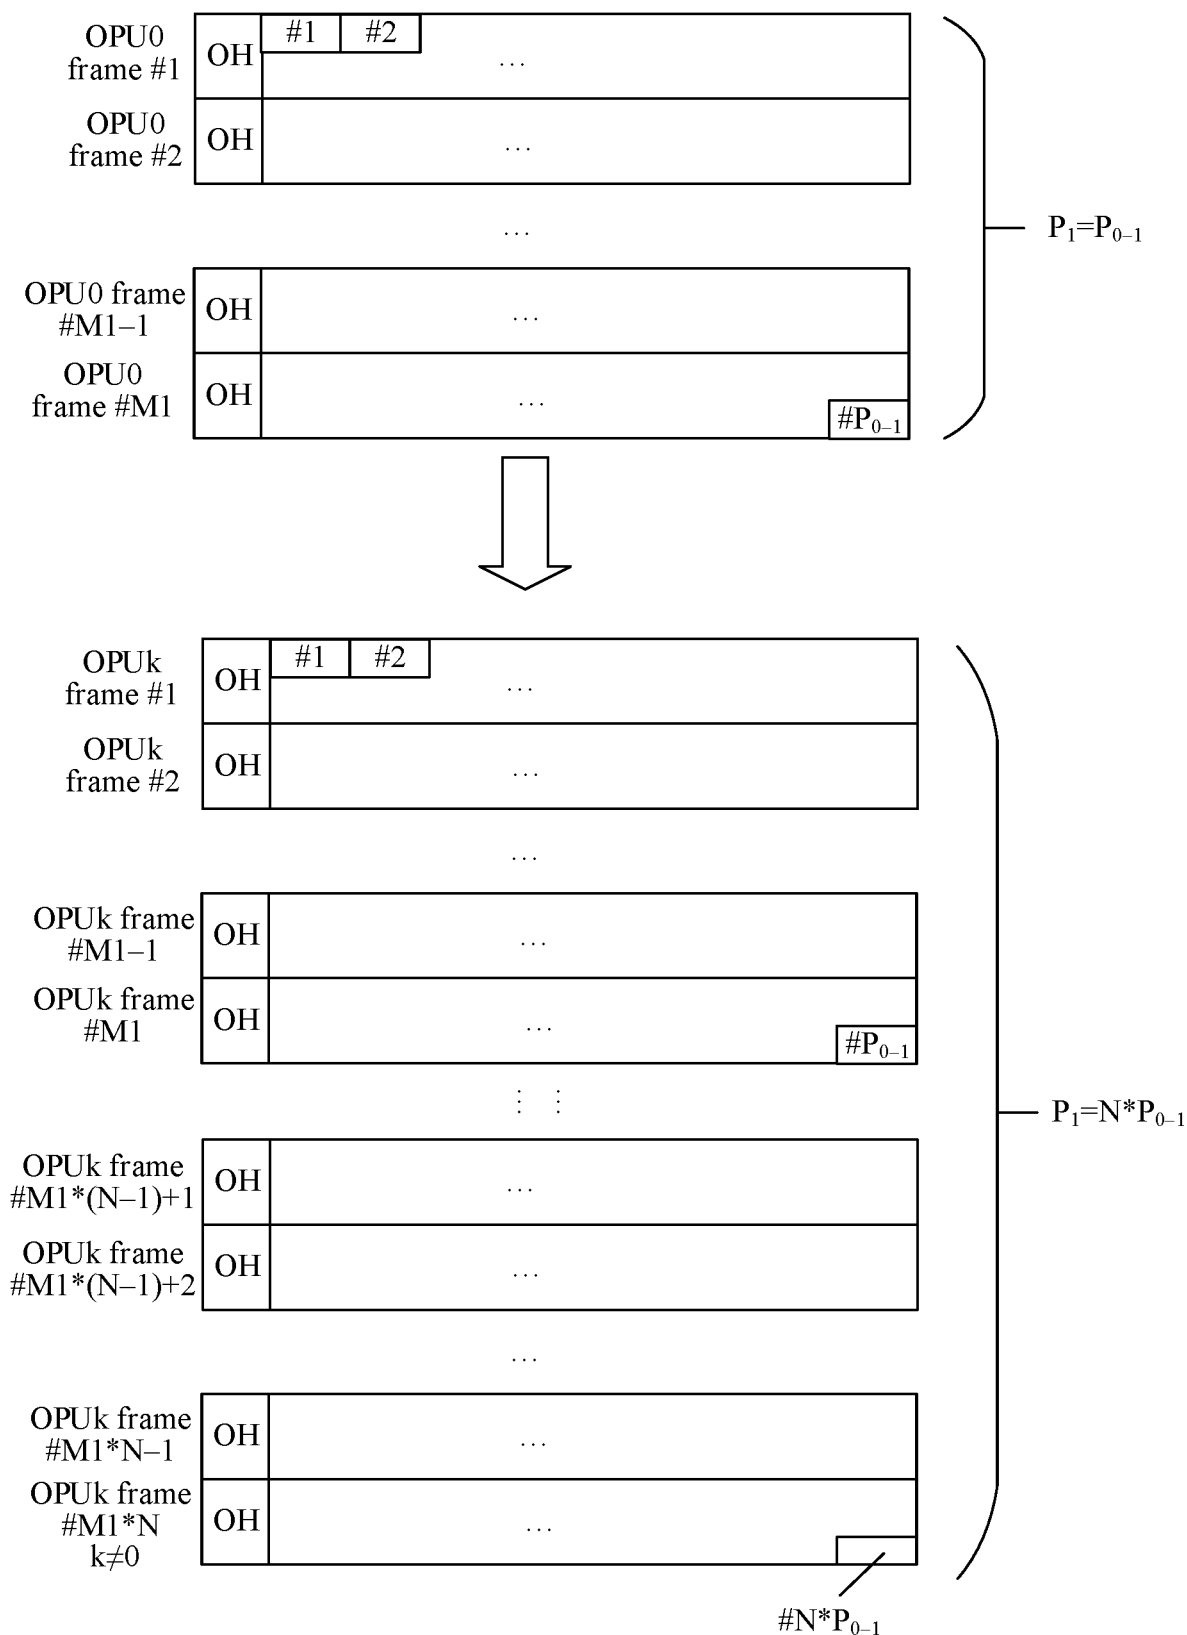 OPU0
frame #1
OH
#1 #2
...
OPU0
frame #2
OH
...
...
P₁=P₀₋₁
OPU0 frame
#M1–1
OH
...
OPU0
frame #M1
OH
...
#P₀₋₁
OPUk
frame #1
OH
#1 #2
...
OPUk
frame #2
OH
...
...
OPUk frame
#M1–1
OH
...
OPUk frame
#M1
OH
...
#P₀₋₁
P₁=N*P₀₋₁
OPUk frame
#M1*(N–1)+1
OH
...
OPUk frame
#M1*(N–1)+2
OH
...
...
OPUk frame
#M1*N–1
OH
...
OPUk frame
#M1*N
k≠0
OH
...
#N*P₀₋₁